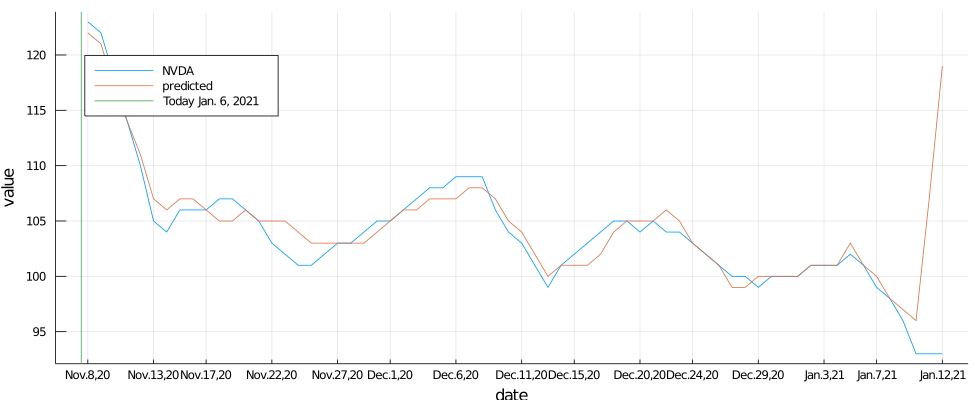 120
115
110
105
100
95
value
NVDA
predicted
Today Jan. 6, 2021
Nov.8,20 Nov.13,20 Nov.17,20 Nov.22,20 Nov.27,20 Dec.1,20 Dec.6,20 Dec.11,20 Dec.15,20 Dec.20,20 Dec.24,20 Dec.29,20 Jan.3,21 Jan.7,21 Jan.12,21
date